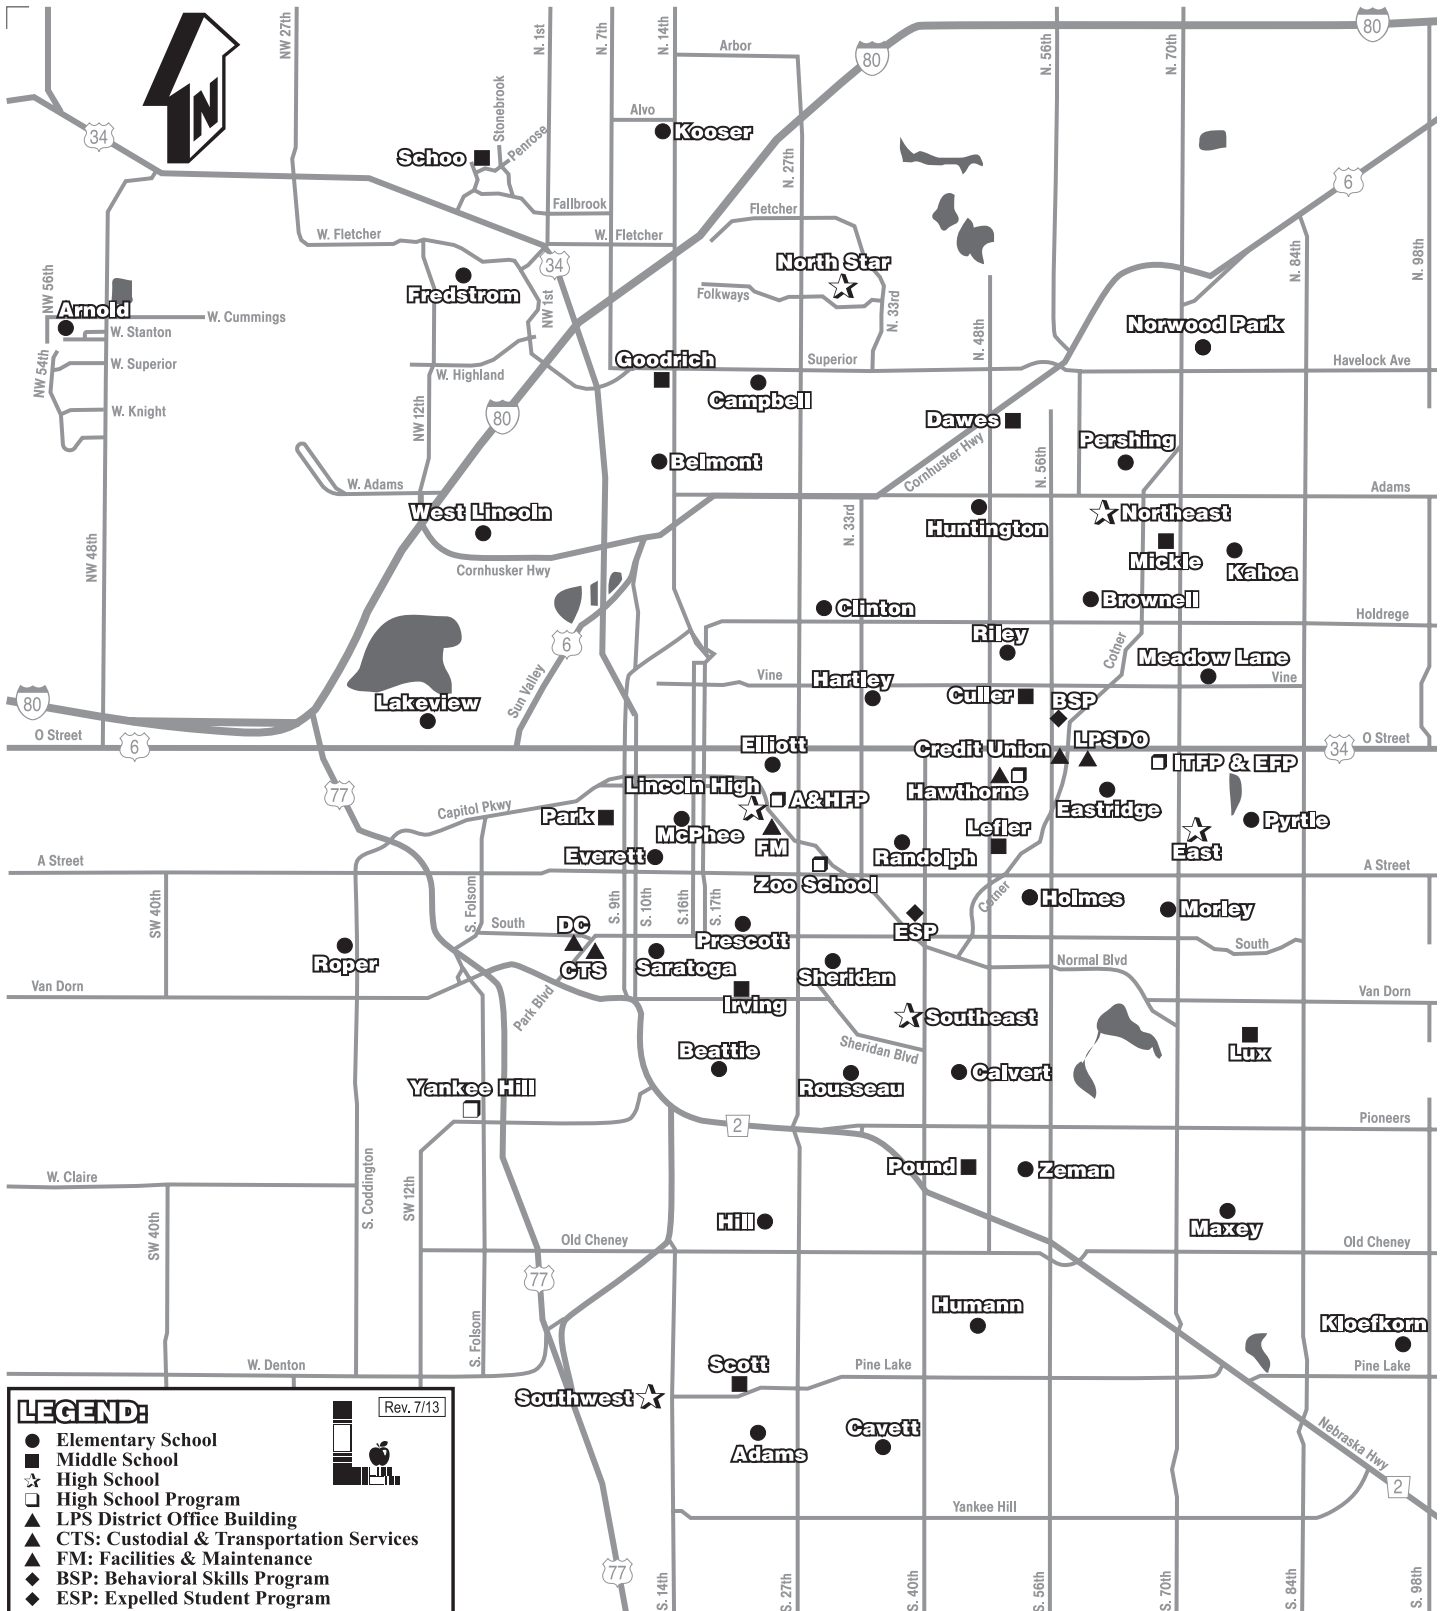 NW 27th
N. 1st
N. 7th
N. 14th
Arbor
80
N. 56th
N. 70th
80
34
N
Stonebrook
Penrose
Alvo
Kooser
Schoo
N. 27th
6
Fallbrook
Fletcher
W. Fletcher
W. Fletcher
N. 84th
N. 98th
NW 56th
34
North Star
Fredstrom
Folkways
NW 1st
N. 33rd
N. 48th
Arnold
W. Cummings
W. Stanton
Norwood Park
NW 54th
W. Superior
Goodrich
Superior
Havelock Ave
W. Highland
Campbell
W. Knight
NW 12th
80
Dawes
Cornhusker Hwy
Pershing
N. 56th
Belmont
W. Adams
Adams
West Lincoln
Huntington
Northeast
N. 33rd
Mickle
Kahoa
NW 48th
Cornhusker Hwy
Clinton
Brownell
Holdrege
Riley
6
Cotner
Meadow Lane
Sun Valley
Vine
Hartley
Vine
Culler
BSP
80
Lakeview
O Street
6
Elliott
Credit Union
LPSDO
O Street
34
ITFP & EFP
Lincoln High
A&HFP
Hawthorne
Eastridge
77
Capitol Pkwy
Park
McPhee
FM
Lefler
Pyrtle
East
Everett
Randolph
A Street
Zoo School
A Street
SW 40th
S. Folsom
S. 9th
S. 10th
S.16th
S. 17th
Cotner
Holmes
Morley
South
DC
Prescott
ESP
South
Roper
CTS
Saratoga
Sheridan
Normal Blvd
Van Dorn
Park Blvd
Irving
Van Dorn
Southeast
Sheridan Blvd
Lux
Beattie
Rousseau
Calvert
Yankee Hill
2
Pioneers
Pound
Zeman
W. Claire
S. Coddington
SW 12th
SW 40th
Hill
Maxey
Old Cheney
Old Cheney
77
Humann
Kloefkorn
S. Folsom
W. Denton
Scott
Pine Lake
Pine Lake
Southwest
Adams
Cavett
Nebraska Hwy
2
Yankee Hill
77
S. 14th
S. 27th
S. 40th
S. 56th
S. 70th
S. 84th
S. 98th
LEGEND:
Rev. 7/13
Elementary School
Middle School
High School
High School Program
LPS District Office Building
CTS: Custodial & Transportation Services
FM: Facilities & Maintenance
BSP: Behavioral Skills Program
ESP: Expelled Student Program